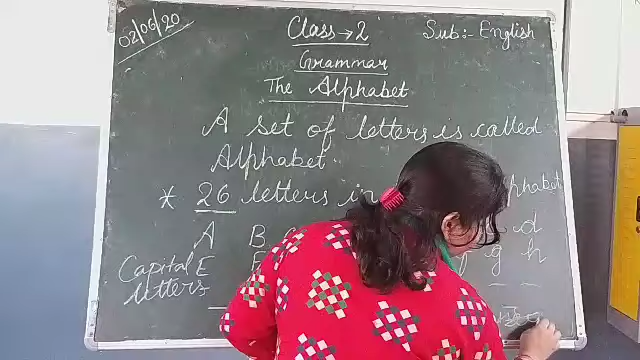 02/06/20
Class → 2
Sub:- English
Grammar
The Alphabet
A set of letters is called
Alphabet.
* 26 letters in
A B
d
Capital E
g h
letters